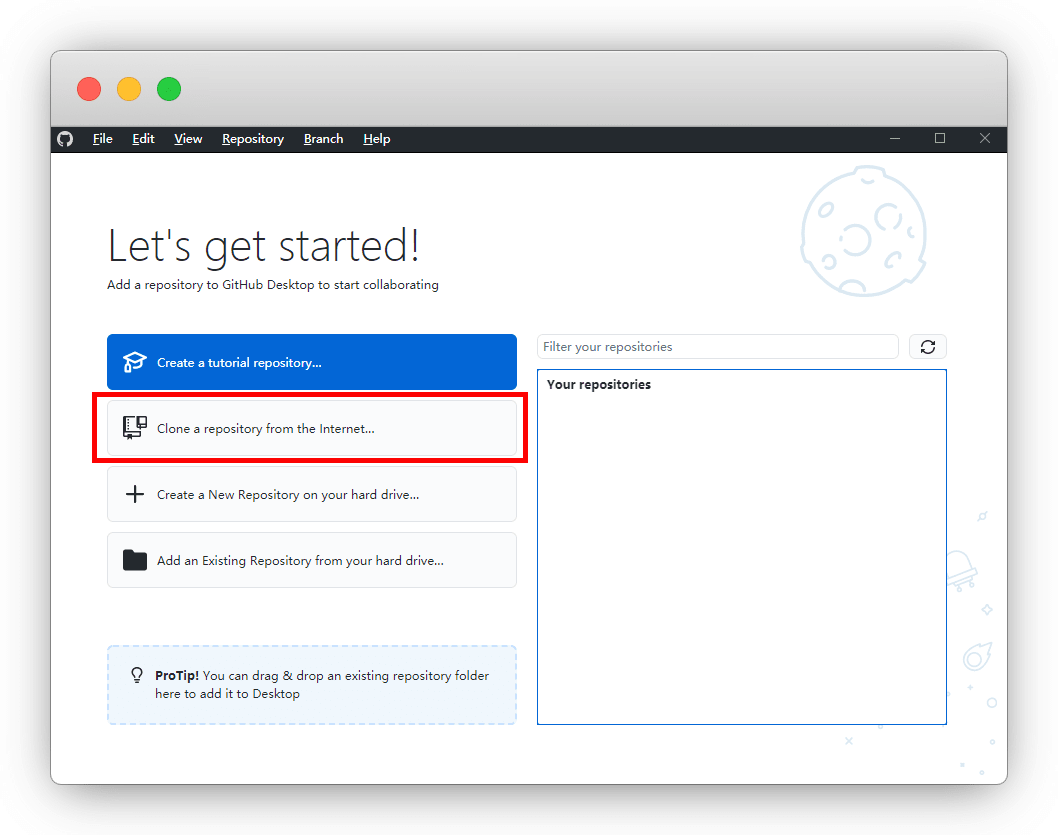 File Edit View Repository Branch Help
Let's get started!
Add a repository to GitHub Desktop to start collaborating
Create a tutorial repository...
Clone a repository from the Internet...
Create a New Repository on your hard drive...
Add an Existing Repository from your hard drive...
ProTip! You can drag & drop an existing repository folder
here to add it to Desktop
Filter your repositories
Your repositories